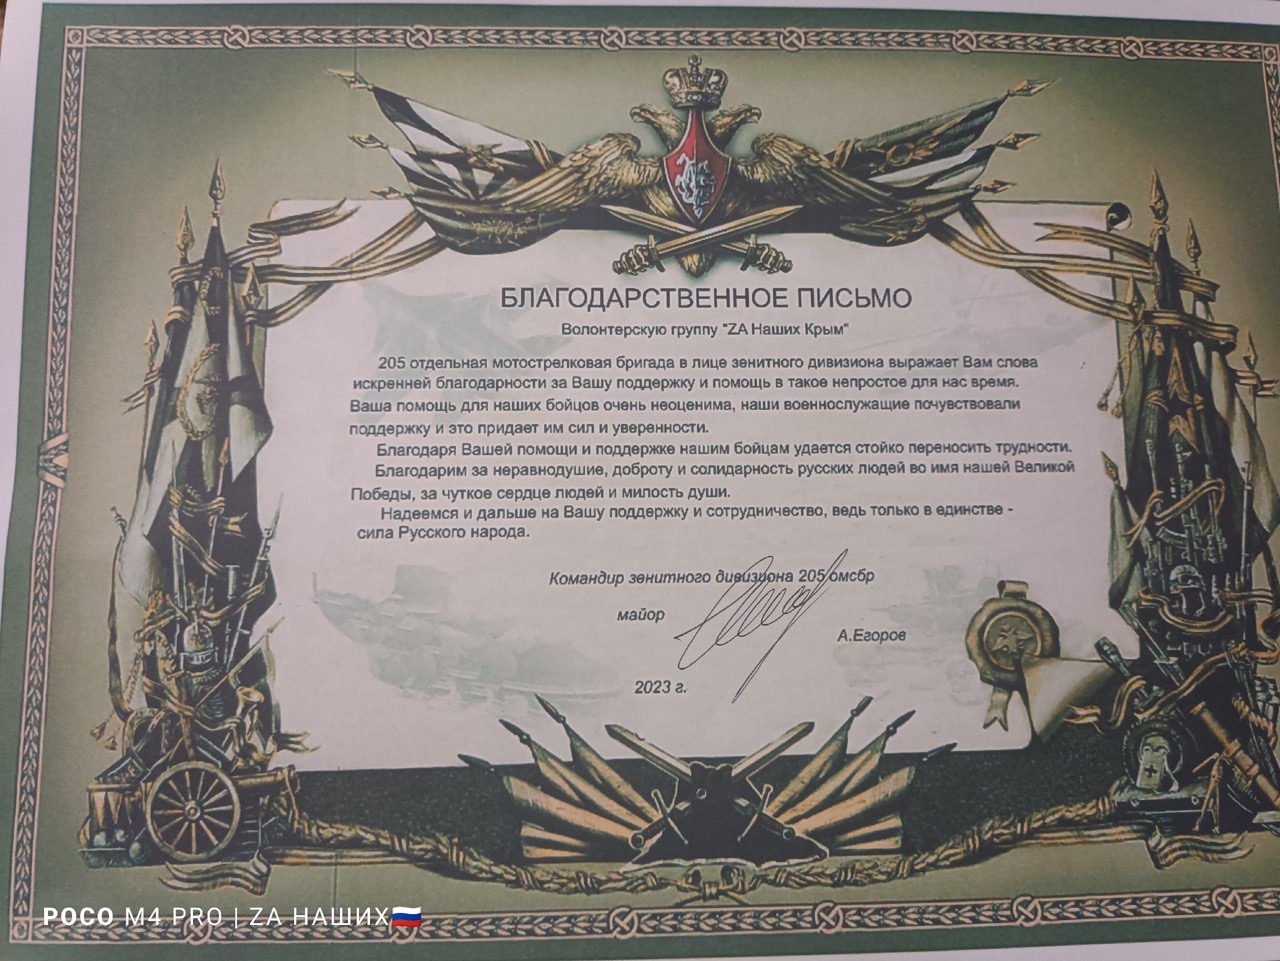 БЛАГОДАРСТВЕННОЕ ПИСЬМО
Волонтерскую группу "ZA Наших Крым"
205 отдельная мотострелковая бригада в лице зенитного дивизиона выражает Вам слова
искренней благодарности за Вашу поддержку и помощь в такое непростое для нас время.
Ваша помощь для наших бойцов очень неоценима, наши военнослужащие почувствовали
поддержку и это придает им сил и уверенности.
Благодаря Вашей помощи и поддержке нашим бойцам удается стойко переносить трудности.
Благодарим за неравнодушие, доброту и солидарность русских людей во имя нашей Великой
Победы, за чуткое сердце людей и милость души.
Надеемся и дальше на Вашу поддержку и сотрудничество, ведь только в единстве -
сила Русского народа.
Командир зенитного дивизиона 205 омсбр
майор
А.Егоров
2023 г.
POCO M4 PRO | ZA НАШИХ🇷🇺